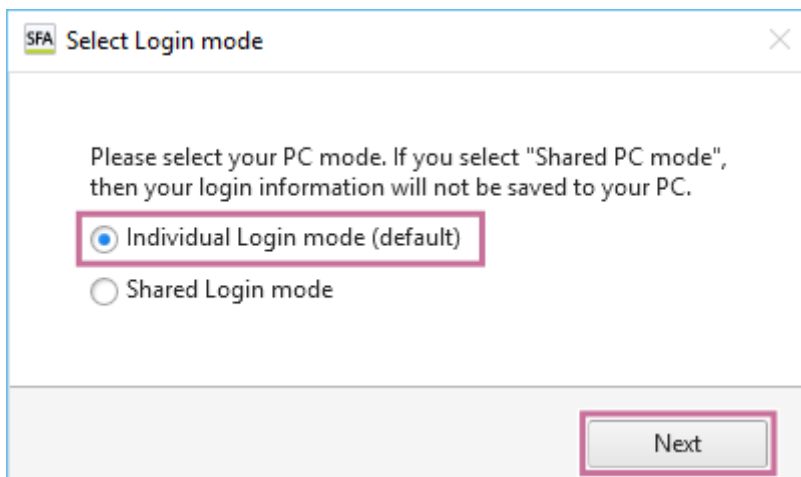 SFA Select Login mode
Please select your PC mode. If you select "Shared PC mode",
then your login information will not be saved to your PC.
Individual Login mode (default)
Shared Login mode
Next